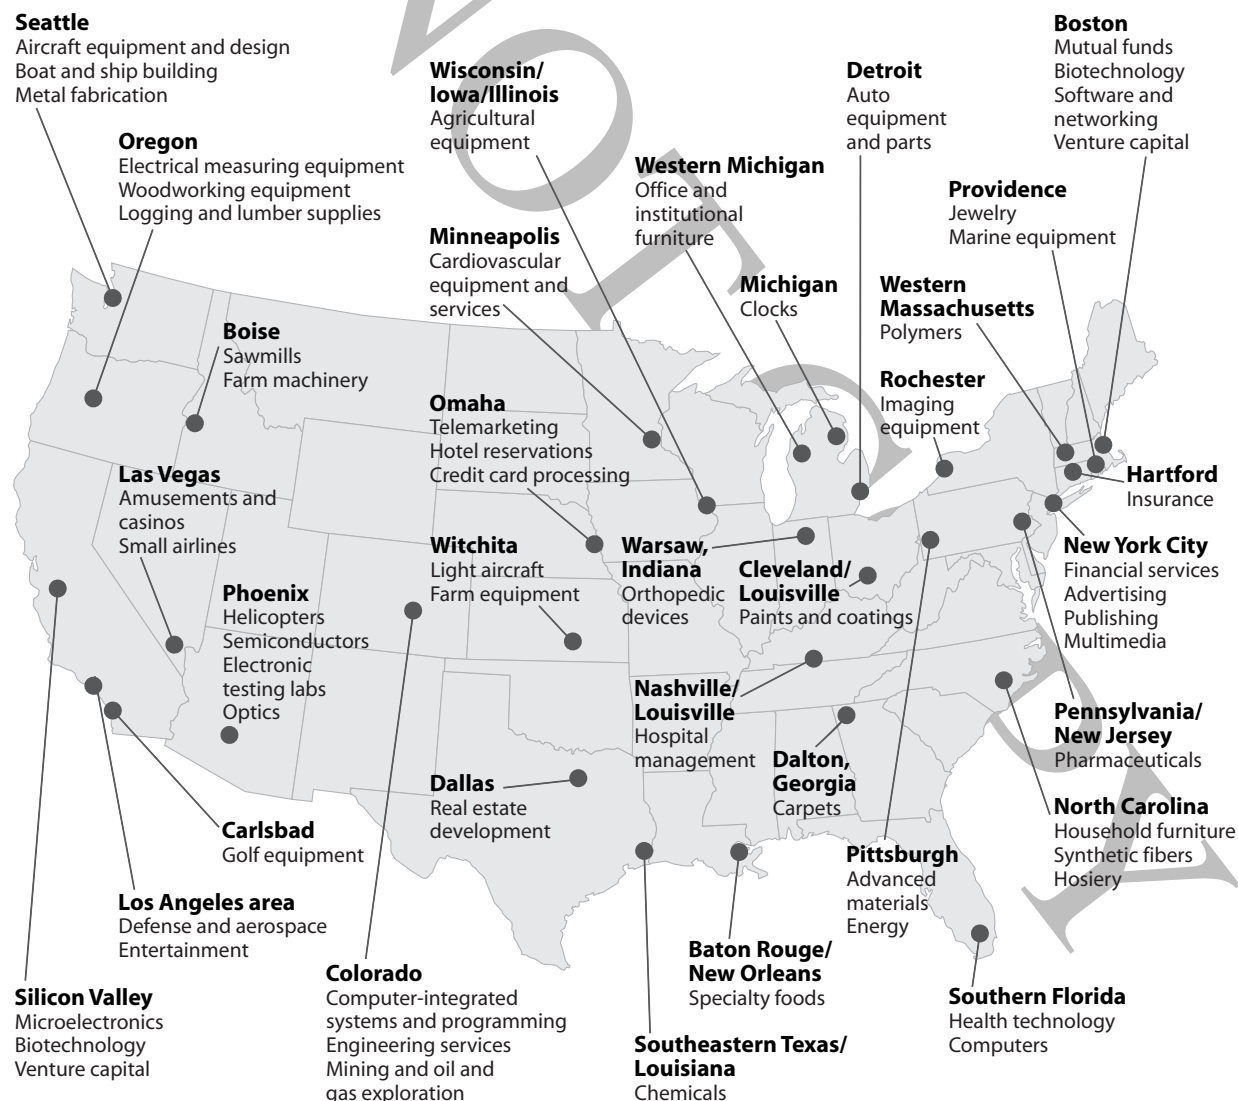 Seattle
Aircraft equipment and design
Boat and ship building
Metal fabrication
Oregon
Electrical measuring equipment
Woodworking equipment
Logging and lumber supplies
Wisconsin/
Iowa/Illinois
Agricultural
equipment
Minneapolis
Cardiovascular
equipment and
services
Western Michigan
Office and
institutional
furniture
Michigan
Clocks
Detroit
Auto
equipment
and parts
Boston
Mutual funds
Biotechnology
Software and
networking
Venture capital
Providence
Jewelry
Marine equipment
Western
Massachusetts
Polymers
Rochester
Imaging
equipment
Boise
Sawmills
Farm machinery
Omaha
Telemarketing
Hotel reservations
Credit card processing
Las Vegas
Amusements and
casinos
Small airlines
Hartford
Insurance
Witchita
Light aircraft
Farm equipment
Warsaw,
Indiana
Orthopedic
devices
Cleveland/
Louisville
Paints and coatings
New York City
Financial services
Advertising
Publishing
Multimedia
Phoenix
Helicopters
Semiconductors
Electronic
testing labs
Optics
Nashville/
Louisville
Hospital
management
Dalton,
Georgia
Carpets
Pennsylvania/
New Jersey
Pharmaceuticals
Dallas
Real estate
development
North Carolina
Household furniture
Synthetic fibers
Hosiery
Carlsbad
Golf equipment
Pittsburgh
Advanced
materials
Energy
Los Angeles area
Defense and aerospace
Entertainment
Baton Rouge/
New Orleans
Specialty foods
Silicon Valley
Microelectronics
Biotechnology
Venture capital
Colorado
Computer-integrated
systems and programming
Engineering services
Mining and oil and
gas exploration
Southeastern Texas/
Louisiana
Chemicals
Southern Florida
Health technology
Computers